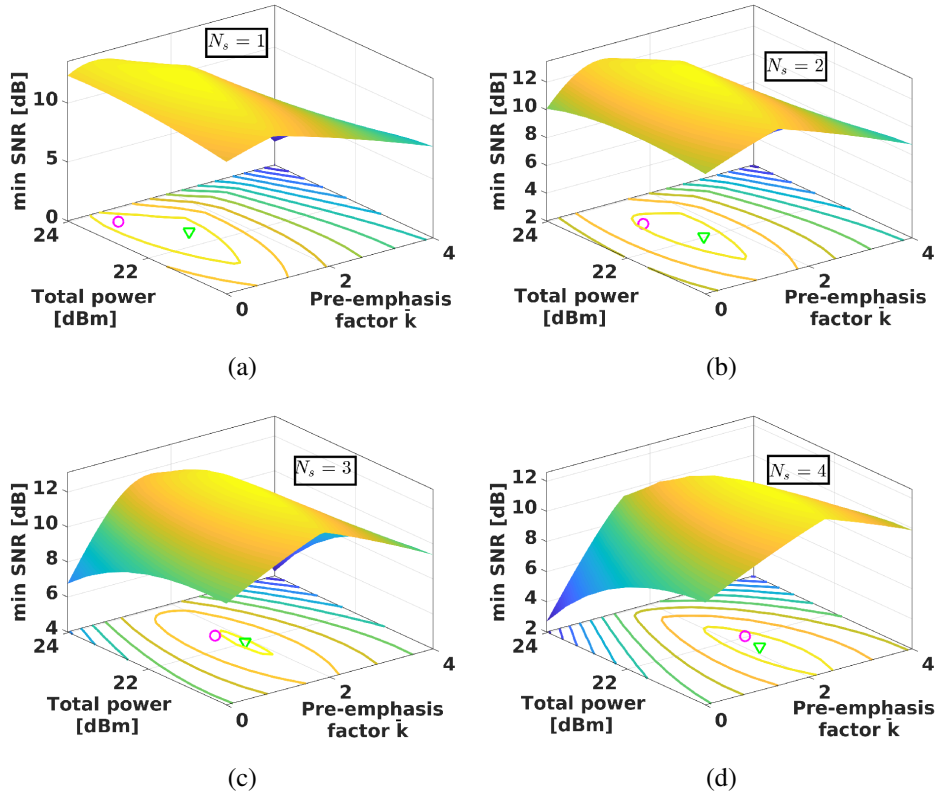 N_s = 1
min SNR [dB]
10
5
0
24
22
Total power
[dBm]
0
2
4
Pre-emphasis
factor k̄
(a)
N_s = 2
min SNR [dB]
12
10
8
6
4
2
24
22
Total power
[dBm]
0
2
4
Pre-emphasis
factor k̄
(b)
N_s = 3
min SNR [dB]
12
10
8
6
4
24
22
Total power
[dBm]
0
2
4
Pre-emphasis
factor k̄
(c)
N_s = 4
min SNR [dB]
12
10
8
6
4
2
24
22
Total power
[dBm]
0
2
4
Pre-emphasis
factor k̄
(d)